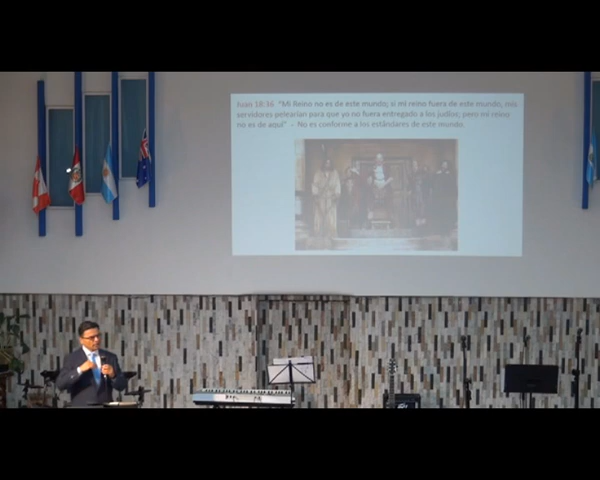 Juan 18:36 "Mi Reino no es de este mundo; si mi reino fuera de este mundo, mis
servidores pelearían para que yo no fuera entregado a los judíos; pero mi reino
no es de aquí" - No es conforme a los estándares de este mundo